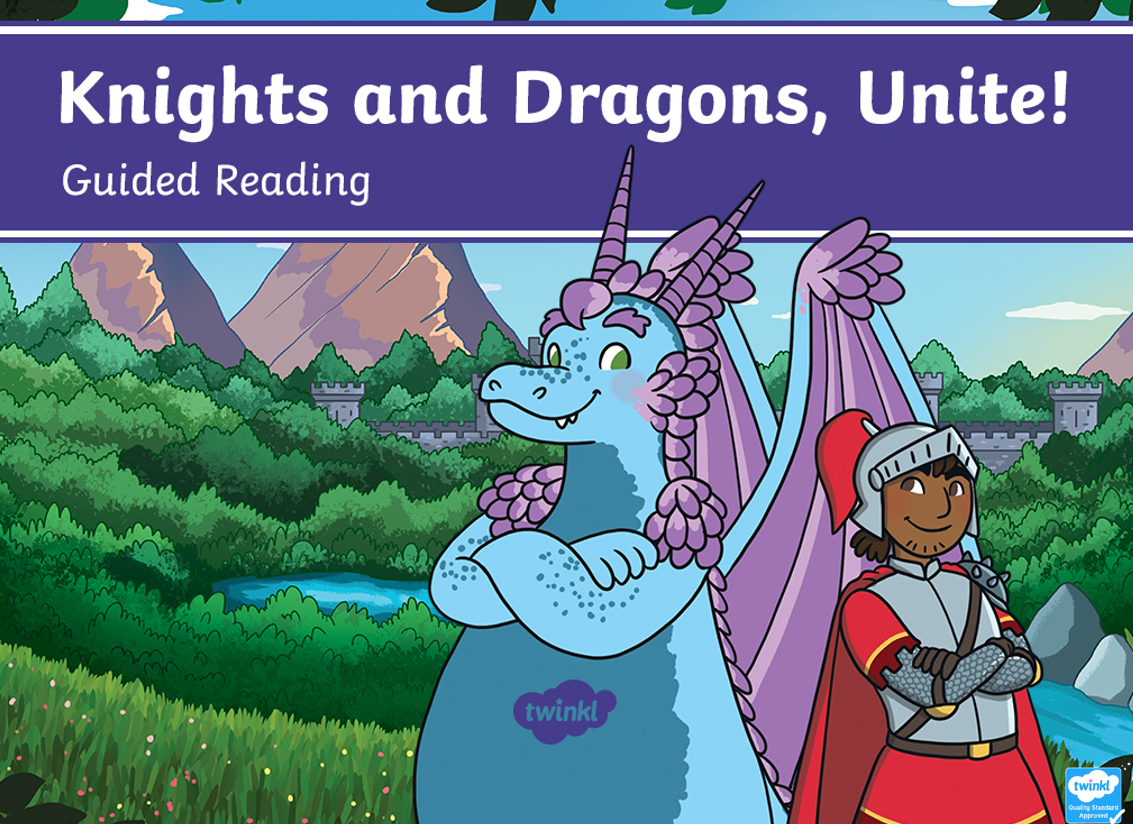 Knights and Dragons, Unite!
Guided Reading
twinkl
twinkl
Quality Standard
Approved